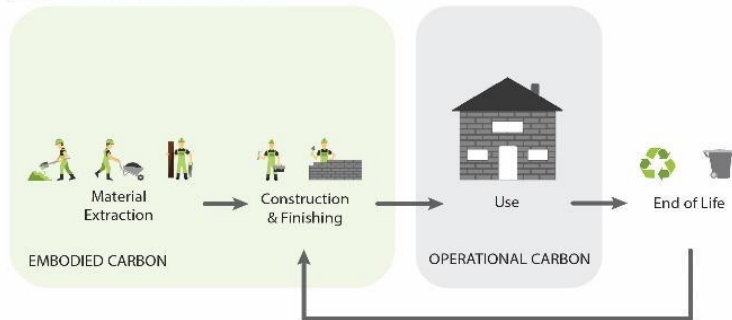 Material
Extraction
Construction
& Finishing
Use
End of Life
EMBODIED CARBON
OPERATIONAL CARBON